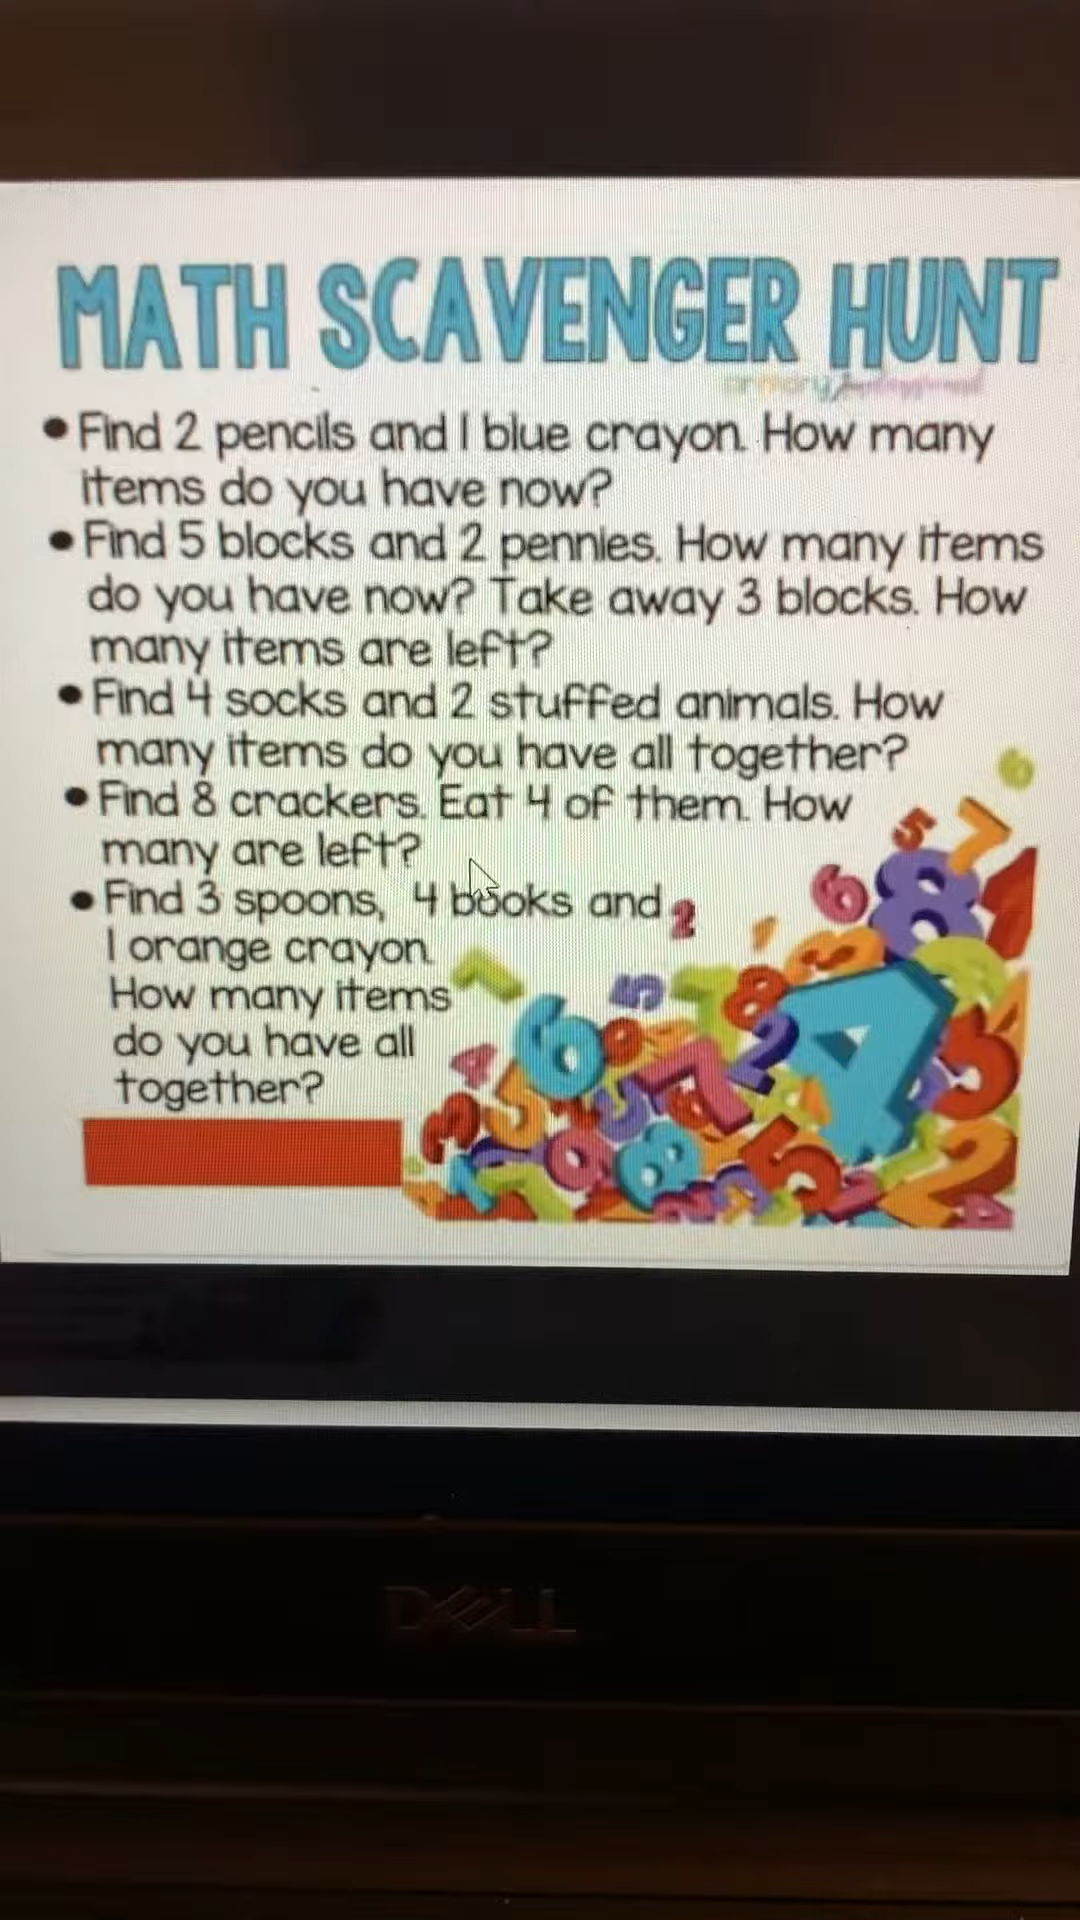 MATH SCAVENGER HUNT
• Find 2 pencils and 1 blue crayon. How many
items do you have now?
• Find 5 blocks and 2 pennies. How many items
do you have now? Take away 3 blocks. How
many items are left?
• Find 4 socks and 2 stuffed animals. How
many items do you have all together?
• Find 8 crackers. Eat 4 of them. How
many are left?
• Find 3 spoons, 4 books and
1 orange crayon.
How many items
do you have all
together?
DELL